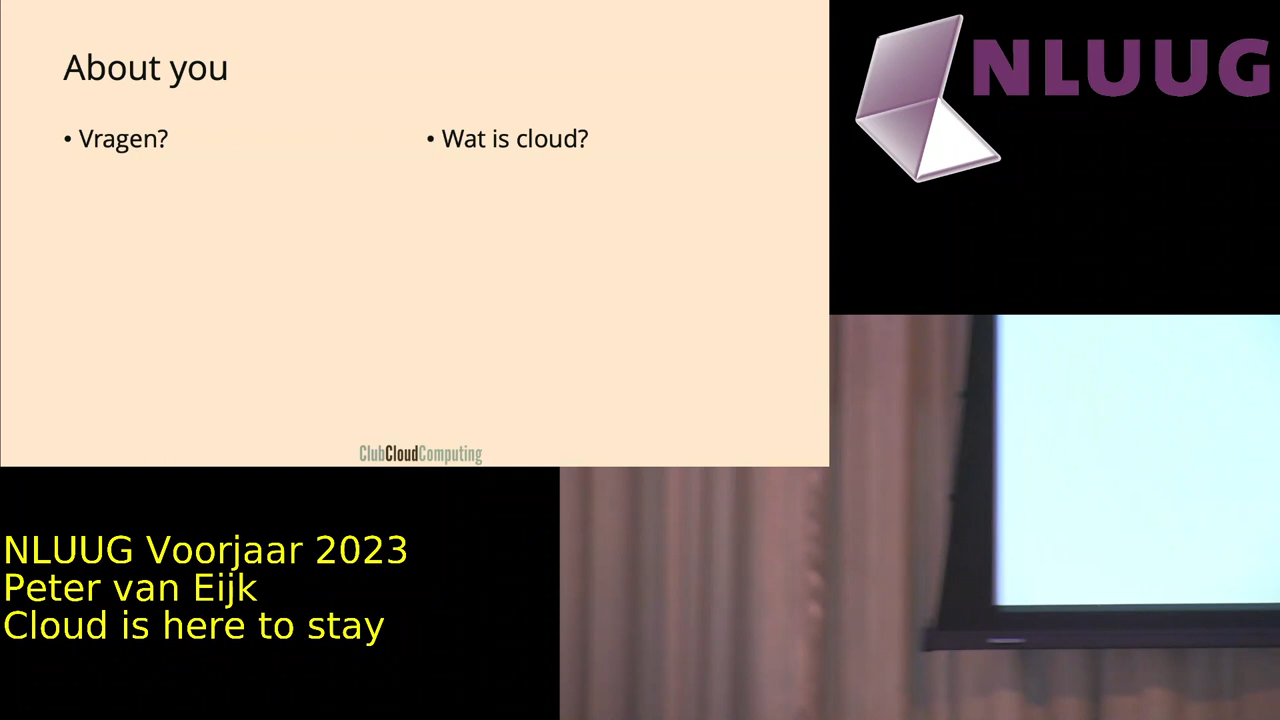 About you
• Vragen?
• Wat is cloud?
ClubCloudComputing
NLUUG
NLUUG Voorjaar 2023
Peter van Eijk
Cloud is here to stay